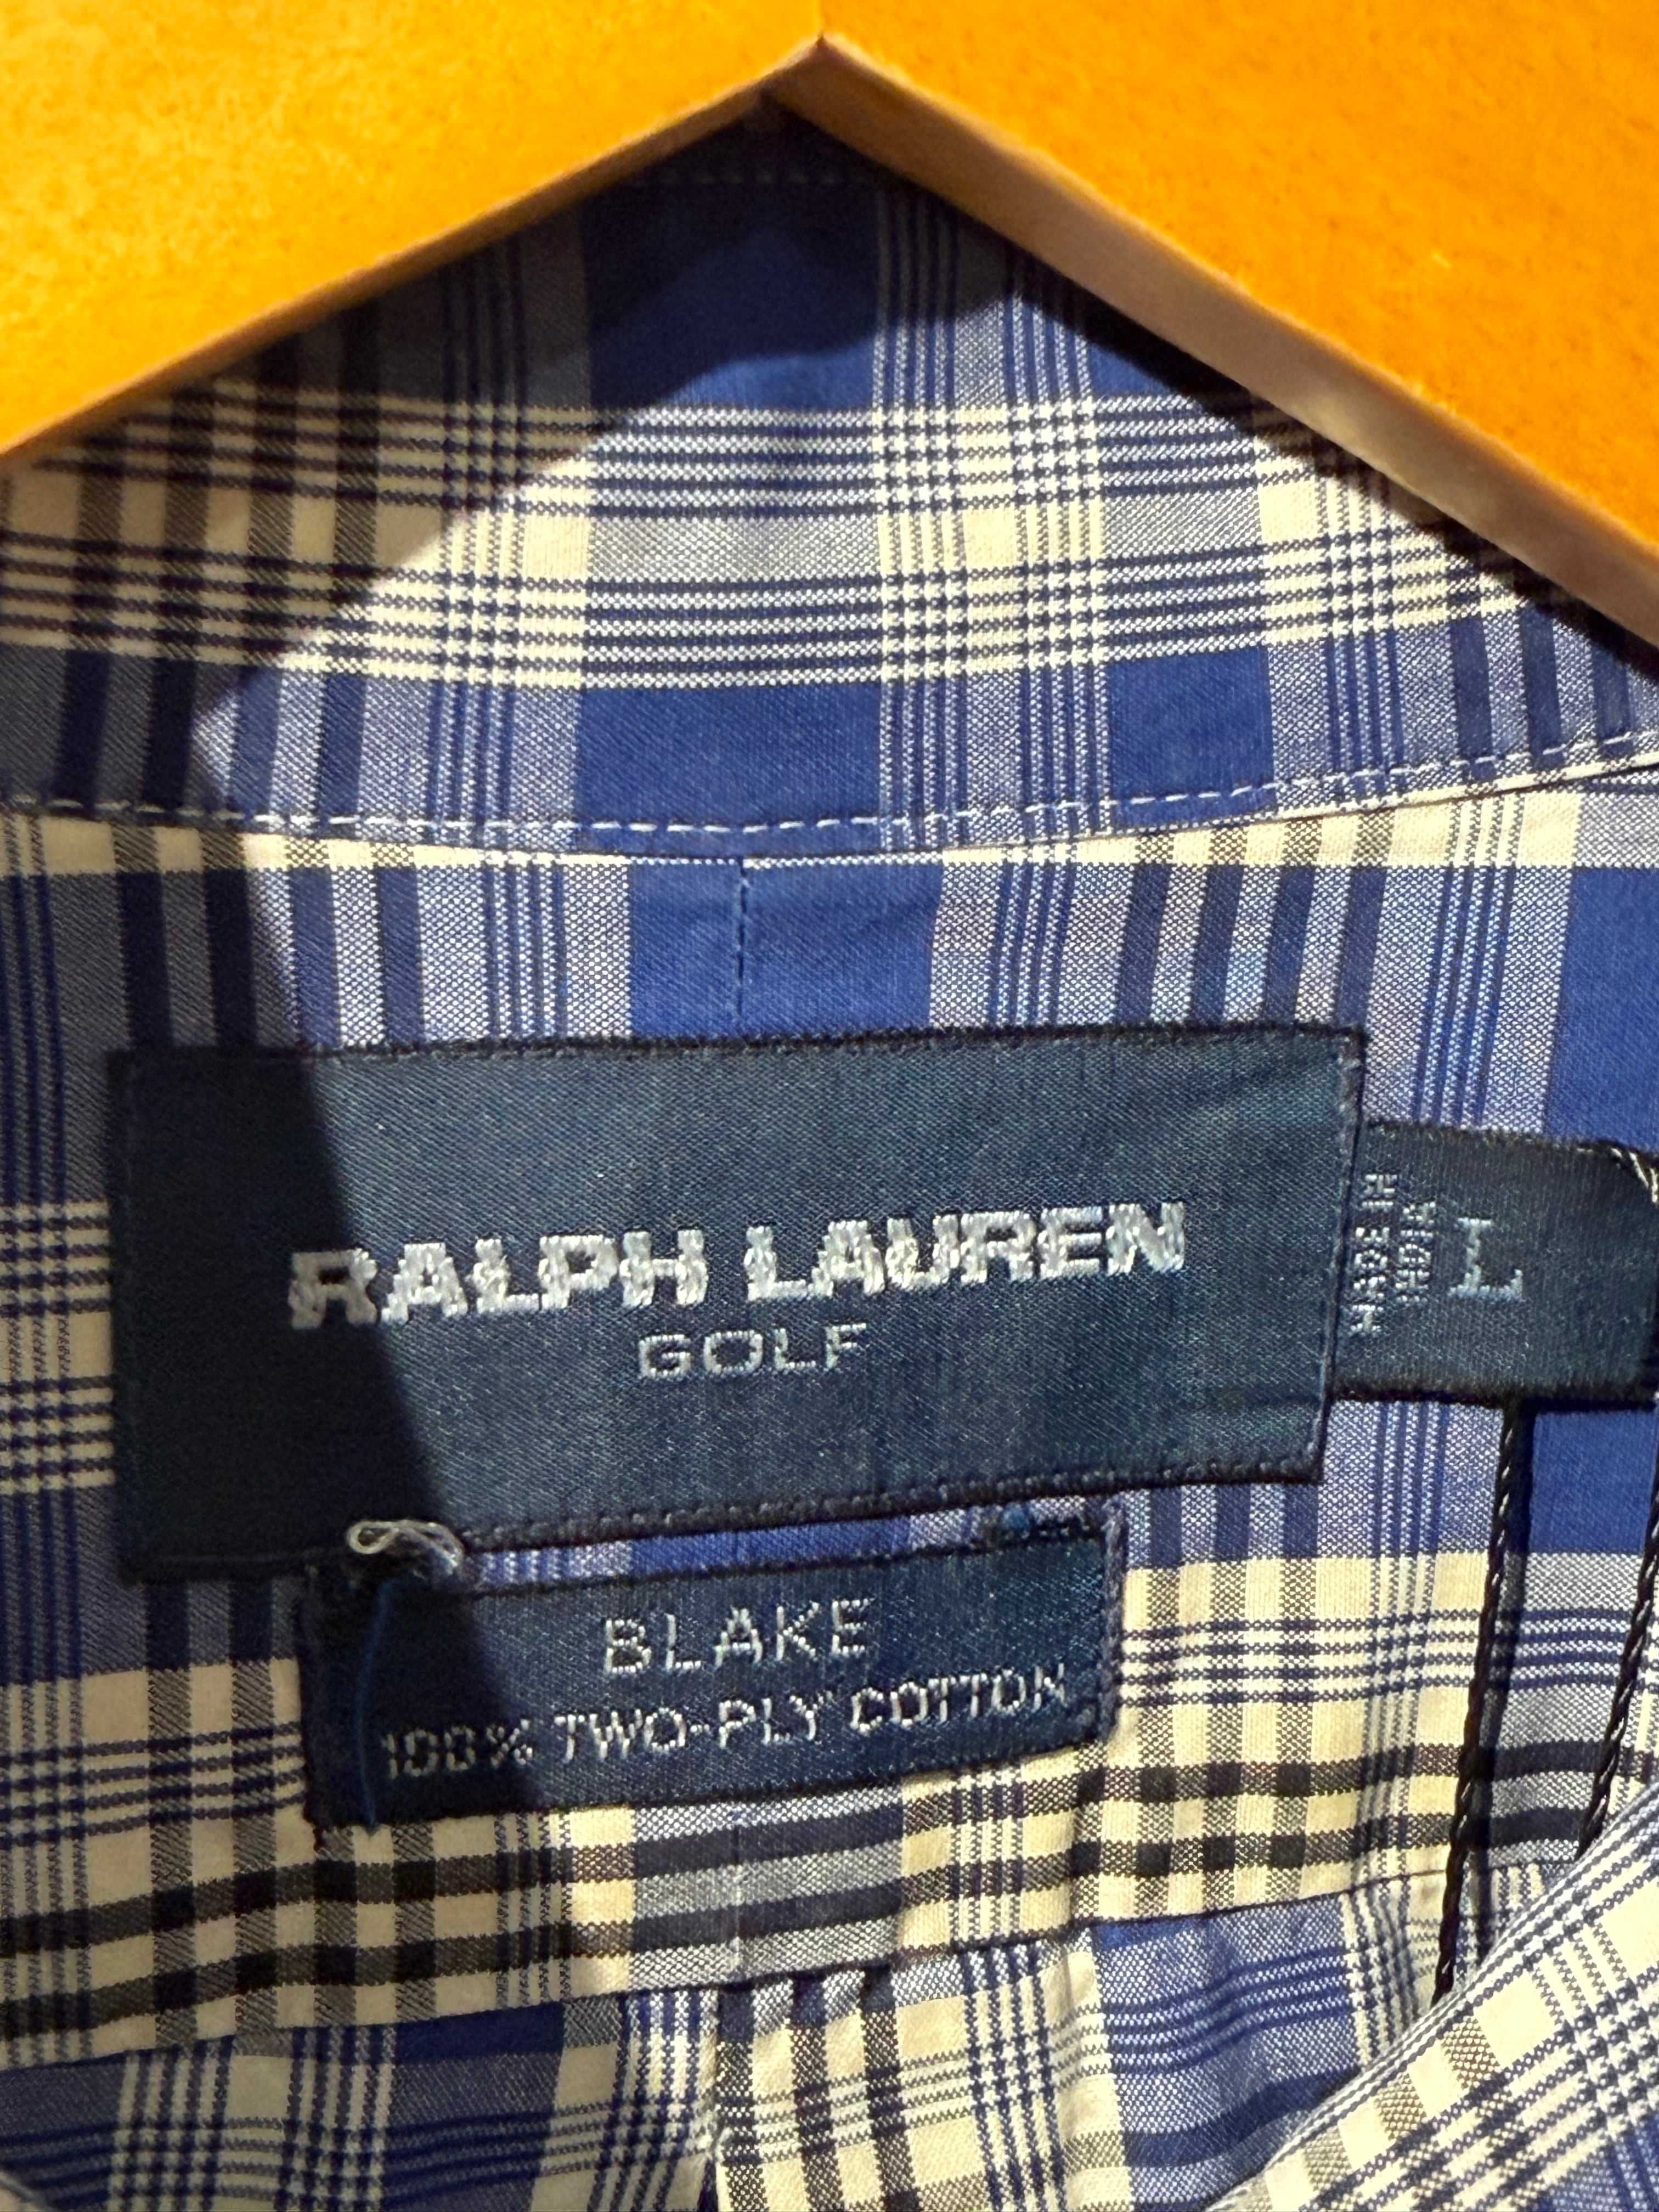 RALPH LAUREN
GOLF
L
BLAKE
100% TWO-PLY COTTON